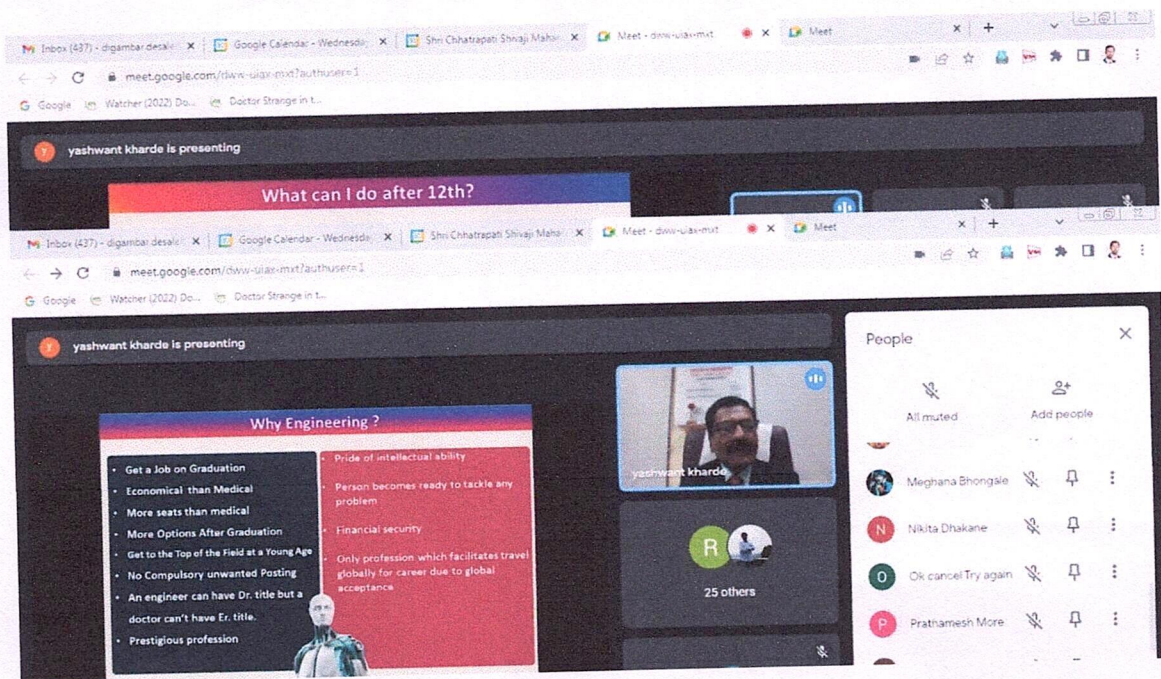 Inbox (437) - digambar.desale
Google Calendar - Wednesday
Shri Chhatrapati Shivaji Mahar
Meet - dww-uiax-mxt
Meet
meet.google.com/dww-uiax-mxt?authuser=1
Google
Watcher (2022) Do...
Doctor Strange in t...
Y
yashwant kharde is presenting
What can I do after 12th?
Inbox (437) - digambar.desale
Google Calendar - Wednesday
Shri Chhatrapati Shivaji Mahar
Meet - dww-uiax-mxt
Meet
meet.google.com/dww-uiax-mxt?authuser=1
Google
Watcher (2022) Do...
Doctor Strange in t...
Y
yashwant kharde is presenting
Why Engineering ?
• Get a Job on Graduation
• Economical than Medical
• More seats than medical
• More Options After Graduation
• Get to the Top of the Field at a Young Age
• No Compulsory unwanted Posting
• An engineer can have Dr. title but a
doctor can't have Er. title.
• Prestigious profession
• Pride of intellectual ability
• Person becomes ready to tackle any
problem
• Financial security
• Only profession which facilitates travel
globally for career due to global
acceptance
yashwant kharde
R
25 others
People
All muted
Add people
Meghana Bhongale
N
Nikita Dhakane
O
Ok cancel Try again
P
Prathamesh More